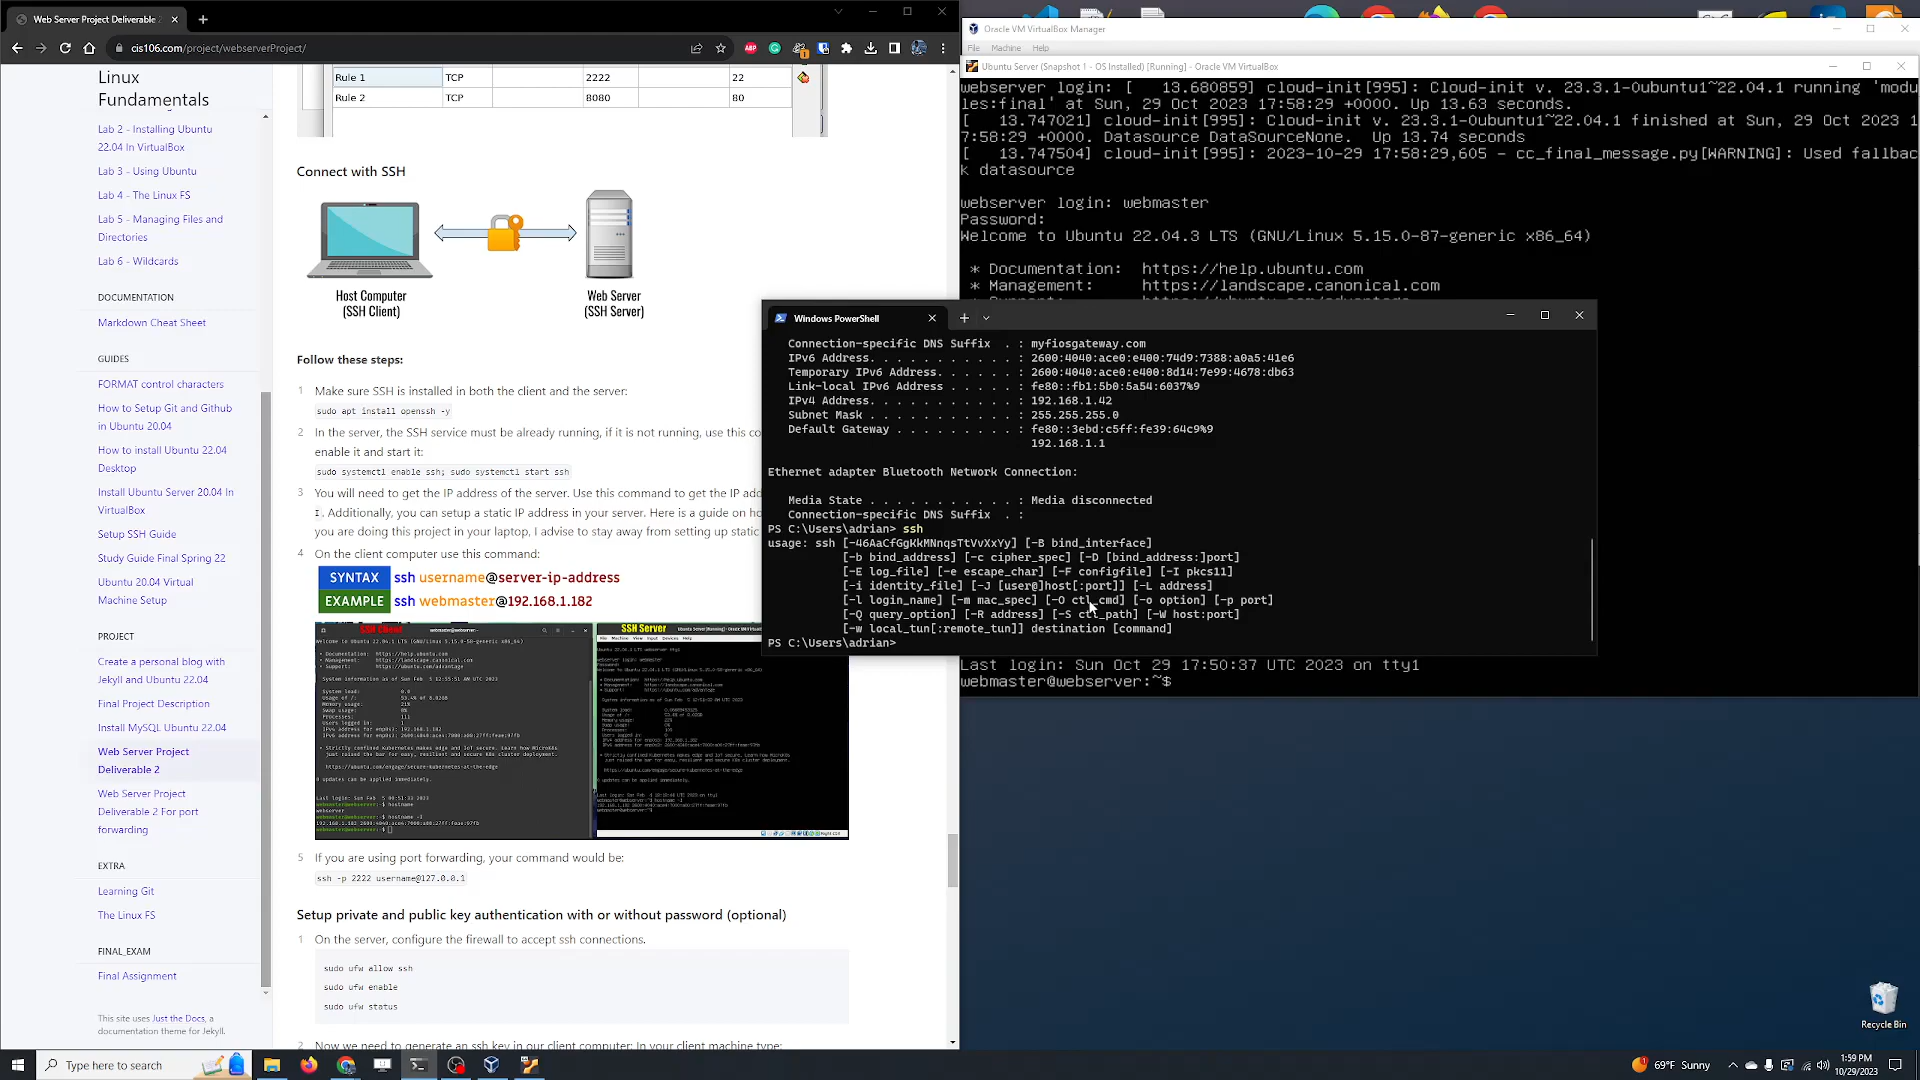 Web Server Project Deliverable 2
cis106.com/project/webserverProject/
Linux
Fundamentals
Lab 2 - Installing Ubuntu
22.04 In VirtualBox
Lab 3 - Using Ubuntu
Lab 4 - The Linux FS
Lab 5 - Managing Files and
Directories
Lab 6 - Wildcards
DOCUMENTATION
Markdown Cheat Sheet
GUIDES
FORMAT control characters
How to Setup Git and Github
in Ubuntu 20.04
How to install Ubuntu 22.04
Desktop
Install Ubuntu Server 20.04 In
VirtualBox
Setup SSH Guide
Study Guide Final Spring 22
Ubuntu 20.04 Virtual
Machine Setup
PROJECT
Create a personal blog with
Jekyll and Ubuntu 22.04
Final Project Description
Install MySQL Ubuntu 22.04
Web Server Project
Deliverable 2
Web Server Project
Deliverable 2 For port
forwarding
EXTRA
Learning Git
The Linux FS
FINAL_EXAM
Final Assignment
This site uses Just the Docs, a
documentation theme for Jekyll.
Rule 1 TCP 2222 22
Rule 2 TCP 8080 80
Connect with SSH
Host Computer
(SSH Client)
Web Server
(SSH Server)
Follow these steps:
1 Make sure SSH is installed in both the client and the server:
sudo apt install openssh -y
2 In the server, the SSH service must be already running, if it is not running, use this co
enable it and start it:
sudo systemctl enable ssh; sudo systemctl start ssh
3 You will need to get the IP address of the server. Use this command to get the IP add
I. Additionally, you can setup a static IP address in your server. Here is a guide on ho
you are doing this project in your laptop, I advise to stay away from setting up static
4 On the client computer use this command:
SYNTAX ssh username@server-ip-address
EXAMPLE ssh webmaster@192.168.1.182
SSH Client
SSH Server
5 If you are using port forwarding, your command would be:
ssh -p 2222 username@127.0.0.1
Setup private and public key authentication with or without password (optional)
1 On the server, configure the firewall to accept ssh connections.
sudo ufw allow ssh
sudo ufw enable
sudo ufw status
2 Now we need to generate an ssh key in our client computer: In your client machine type:
Oracle VM VirtualBox Manager
File Machine Help
Ubuntu Server (Snapshot 1 - OS Installed) [Running] - Oracle VM VirtualBox
webserver login: [   13.680859] cloud-init[995]: Cloud-init v. 23.3.1-0ubuntu1~22.04.1 running 'modu
les:final' at Sun, 29 Oct 2023 17:58:29 +0000. Up 13.63 seconds.
[   13.747021] cloud-init[995]: Cloud-init v. 23.3.1-0ubuntu1~22.04.1 finished at Sun, 29 Oct 2023 1
7:58:29 +0000. Datasource DataSourceNone.  Up 13.74 seconds
[   13.747504] cloud-init[995]: 2023-10-29 17:58:29,605 - cc_final_message.py[WARNING]: Used fallbac
k datasource
webserver login: webmaster
Password:
Welcome to Ubuntu 22.04.3 LTS (GNU/Linux 5.15.0-87-generic x86_64)
* Documentation:  https://help.ubuntu.com
* Management:     https://landscape.canonical.com
Windows PowerShell
Connection-specific DNS Suffix  . : myfiosgateway.com
IPv6 Address. . . . . . . . . . . : 2600:4040:ace0:e400:74d9:7388:a0a5:41e6
Temporary IPv6 Address. . . . . . : 2600:4040:ace0:e400:8d14:7e99:4678:db63
Link-local IPv6 Address . . . . . : fe80::fb1:5b0:5a54:6037%9
IPv4 Address. . . . . . . . . . . : 192.168.1.42
Subnet Mask . . . . . . . . . . . : 255.255.255.0
Default Gateway . . . . . . . . . : fe80::3ebd:c5ff:fe39:64c9%9
192.168.1.1
Ethernet adapter Bluetooth Network Connection:
Media State . . . . . . . . . . . : Media disconnected
Connection-specific DNS Suffix  . :
PS C:\Users\adrian> ssh
usage: ssh [-46AaCfGgKkMNnqsTtVvXxYy] [-B bind_interface]
[-b bind_address] [-c cipher_spec] [-D [bind_address:]port]
[-E log_file] [-e escape_char] [-F configfile] [-I pkcs11]
[-i identity_file] [-J [user@]host[:port]] [-L address]
[-l login_name] [-m mac_spec] [-O ctl_cmd] [-o option] [-p port]
[-Q query_option] [-R address] [-S ctl_path] [-W host:port]
[-w local_tun[:remote_tun]] destination [command]
PS C:\Users\adrian>
Last login: Sun Oct 29 17:50:37 UTC 2023 on tty1
webmaster@webserver:~$
Recycle Bin
Type here to search
69°F Sunny
1:59 PM
10/29/2023